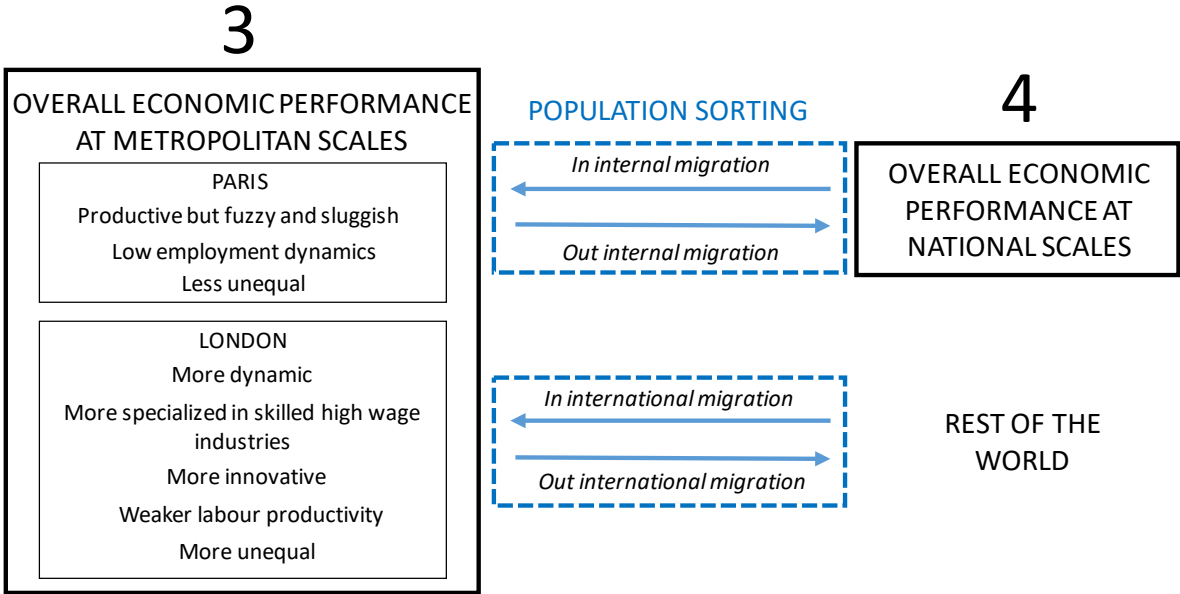 3
OVERALL ECONOMIC PERFORMANCE
AT METROPOLITAN SCALES
PARIS
Productive but fuzzy and sluggish
Low employment dynamics
Less unequal
LONDON
More dynamic
More specialized in skilled high wage
industries
More innovative
Weaker labour productivity
More unequal
POPULATION SORTING
In internal migration
Out internal migration
In international migration
Out international migration
4
OVERALL ECONOMIC
PERFORMANCE AT
NATIONAL SCALES
REST OF THE
WORLD